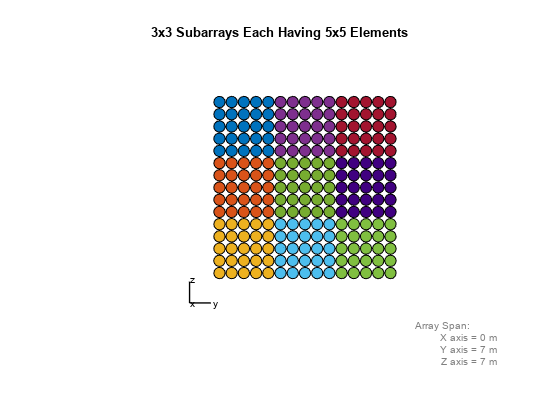 3x3 Subarrays Each Having 5x5 Elements
z
x y
Array Span:
X axis = 0 m
Y axis = 7 m
Z axis = 7 m